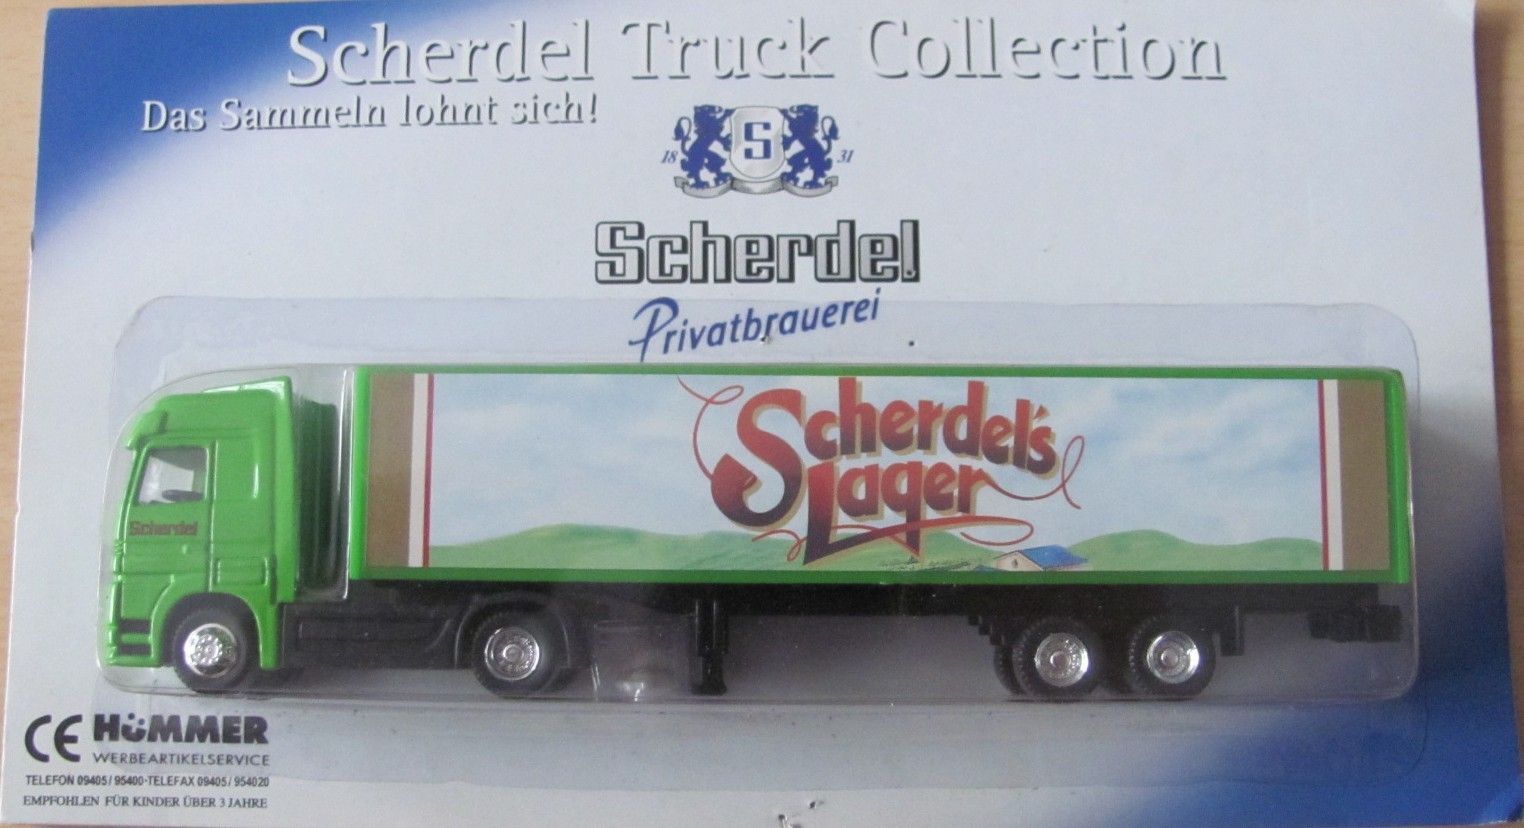 Scherdel Truck Collection
Das Sammeln lohnt sich!
S
18 31
Scherdel
Privatbrauerei
Scherdel's
Lager
Scherdel
CE HÜMMER
WERBEARTIKELSERVICE
TELEFON 09405/95400·TELEFAX 09405/954020
EMPFOHLEN FÜR KINDER ÜBER 3 JAHRE